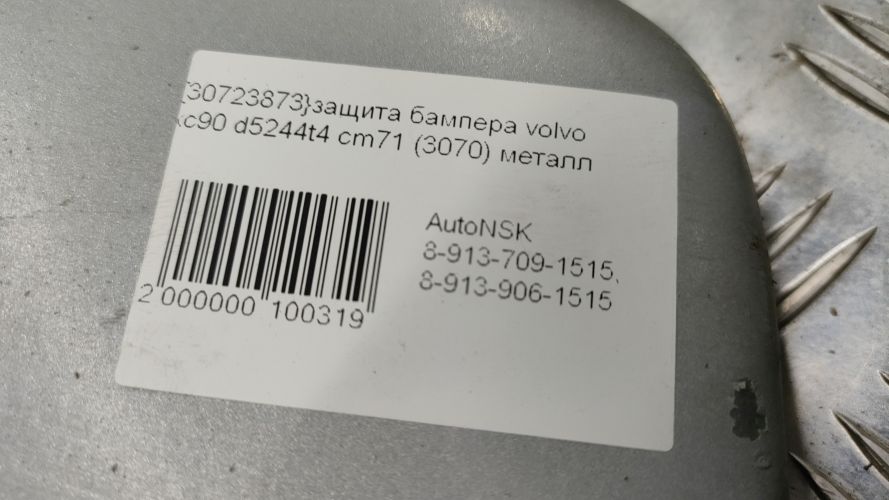 {30723873}защита бампера volvo
xc90 d5244t4 cm71 (3070) металл
AutoNSK
8-913-709-1515,
8-913-906-1515
2 000000 100319